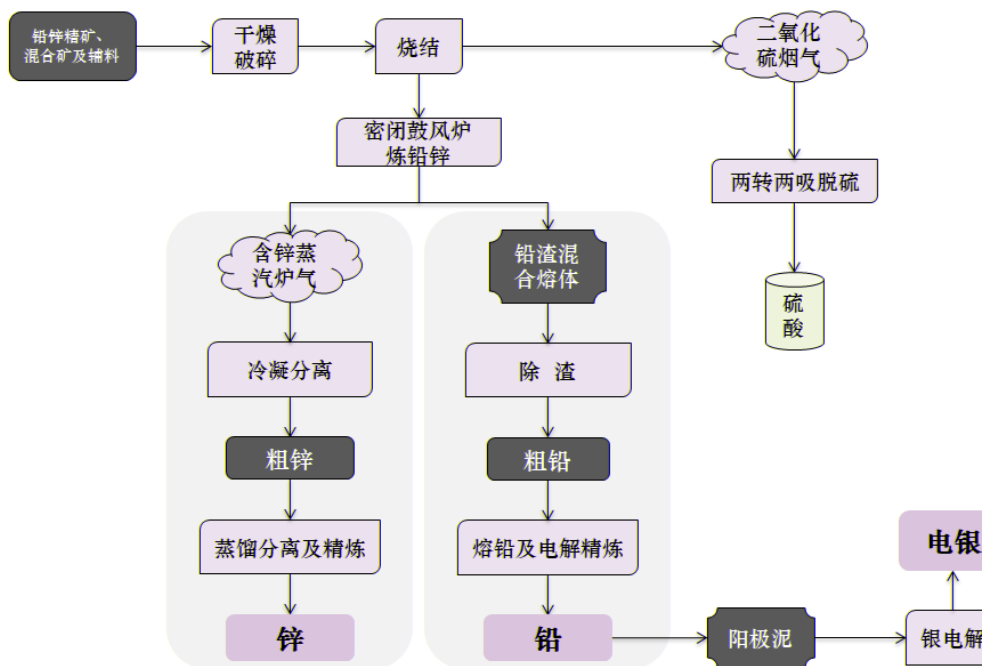 铅锌精矿、
混合矿及辅料
干燥
破碎
烧结
二氧化
硫烟气
密闭鼓风炉
炼铅锌
两转两吸脱硫
硫
酸
含锌蒸
汽炉气
铅渣混
合熔体
冷凝分离
除 渣
粗锌
粗铅
蒸馏分离及精炼
熔铅及电解精炼
电银
锌
铅
阳极泥
银电解